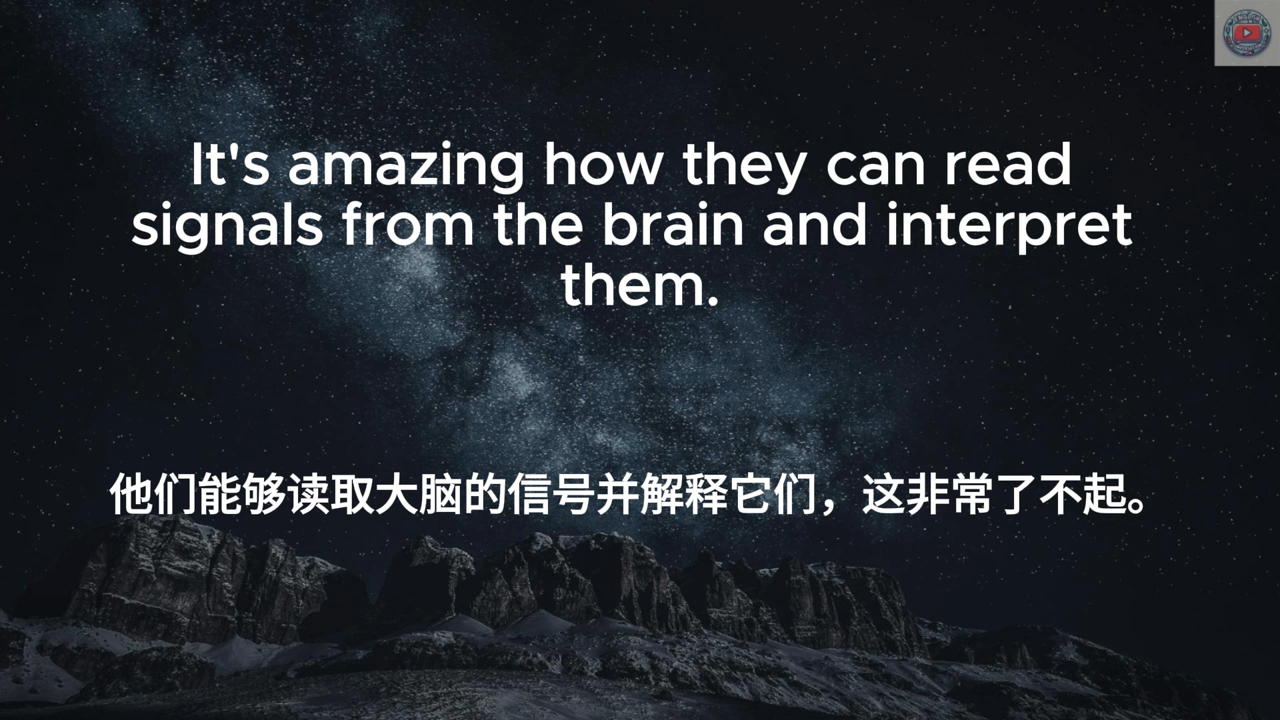 It's amazing how they can read
signals from the brain and interpret
them.
他们能够读取大脑的信号并解释它们，这非常了不起。